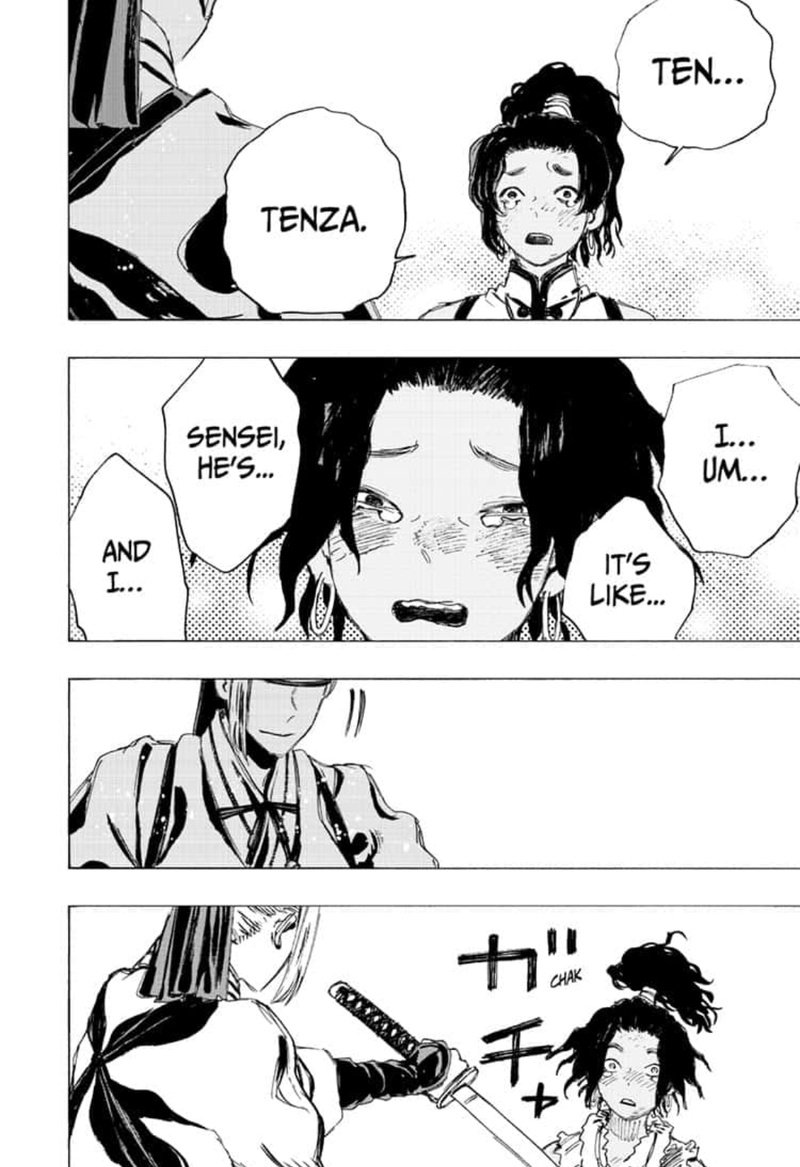 TEN...
TENZA.
I...
UM...
IT'S
LIKE...
SENSEI,
HE'S...
AND
I...
ガチャ
CHAK